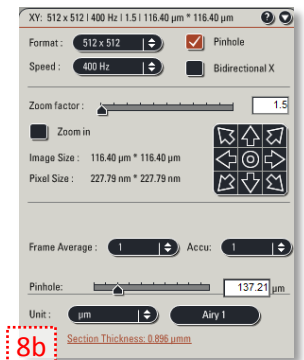 XY: 512 x 512 | 400 Hz | 1.5 | 116.40 µm * 116.40 µm
Format : 512 x 512 Pinhole
Speed : 400 Hz Bidirectional X
Zoom factor : 1.5
Zoom in
Image Size : 116.40 µm * 116.40 µm
Pixel Size : 227.79 nm * 227.79 nm
Frame Average : 1 Accu: 1
Pinhole: 137.21 µm
Unit : µm Airy 1
8b Section Thickness: 0.896 µmm